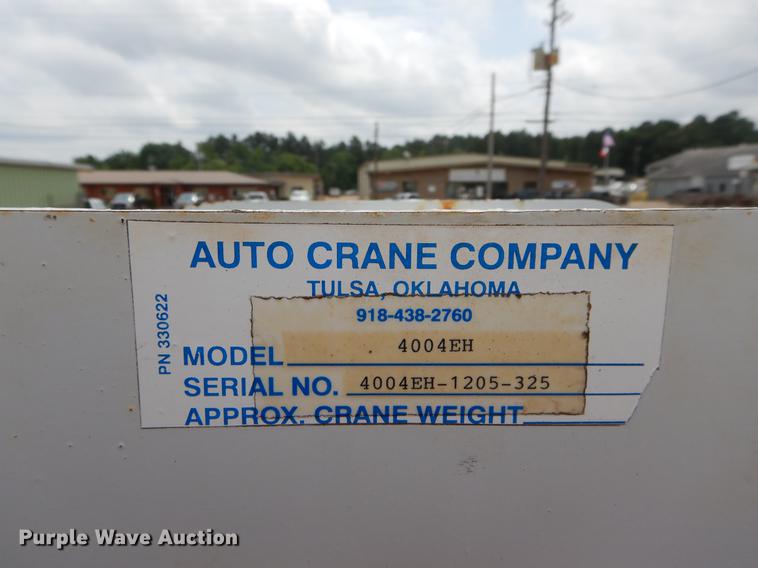 AUTO CRANE COMPANY
TULSA, OKLAHOMA
918-438-2760
PN 330622
MODEL 4004EH
SERIAL NO. 4004EH-1205-325
APPROX. CRANE WEIGHT
Purple Wave Auction